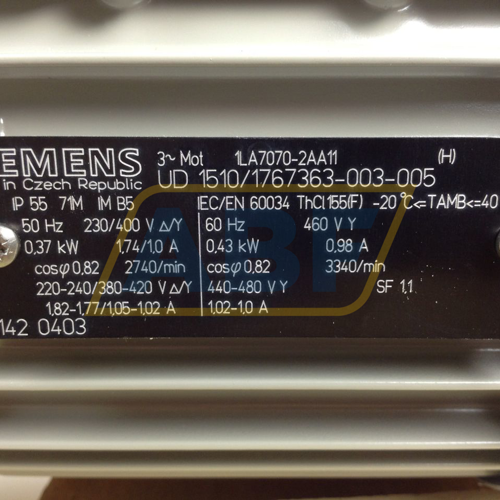 EMENS 3~ Mot 1LA7070-2AA11 (H)
in Czech Republic UD 1510/1767363-003-005
IP 55 71M IM B5 IEC/EN 60034 ThCl.155(F) -20°C<=TAMB<=40
50 Hz 230/400 V Δ/Y 60 Hz 460 V Y
0,37 kW 1,74/1,0 A 0,43 kW 0,98 A
cosφ 0,82 2740/min cosφ 0,82 3340/min
220-240/380-420 V Δ/Y 440-480 V Y SF 1,1
1,82-1,77/1,05-1,02 A 1,02-1,0 A
142 0403
ABF